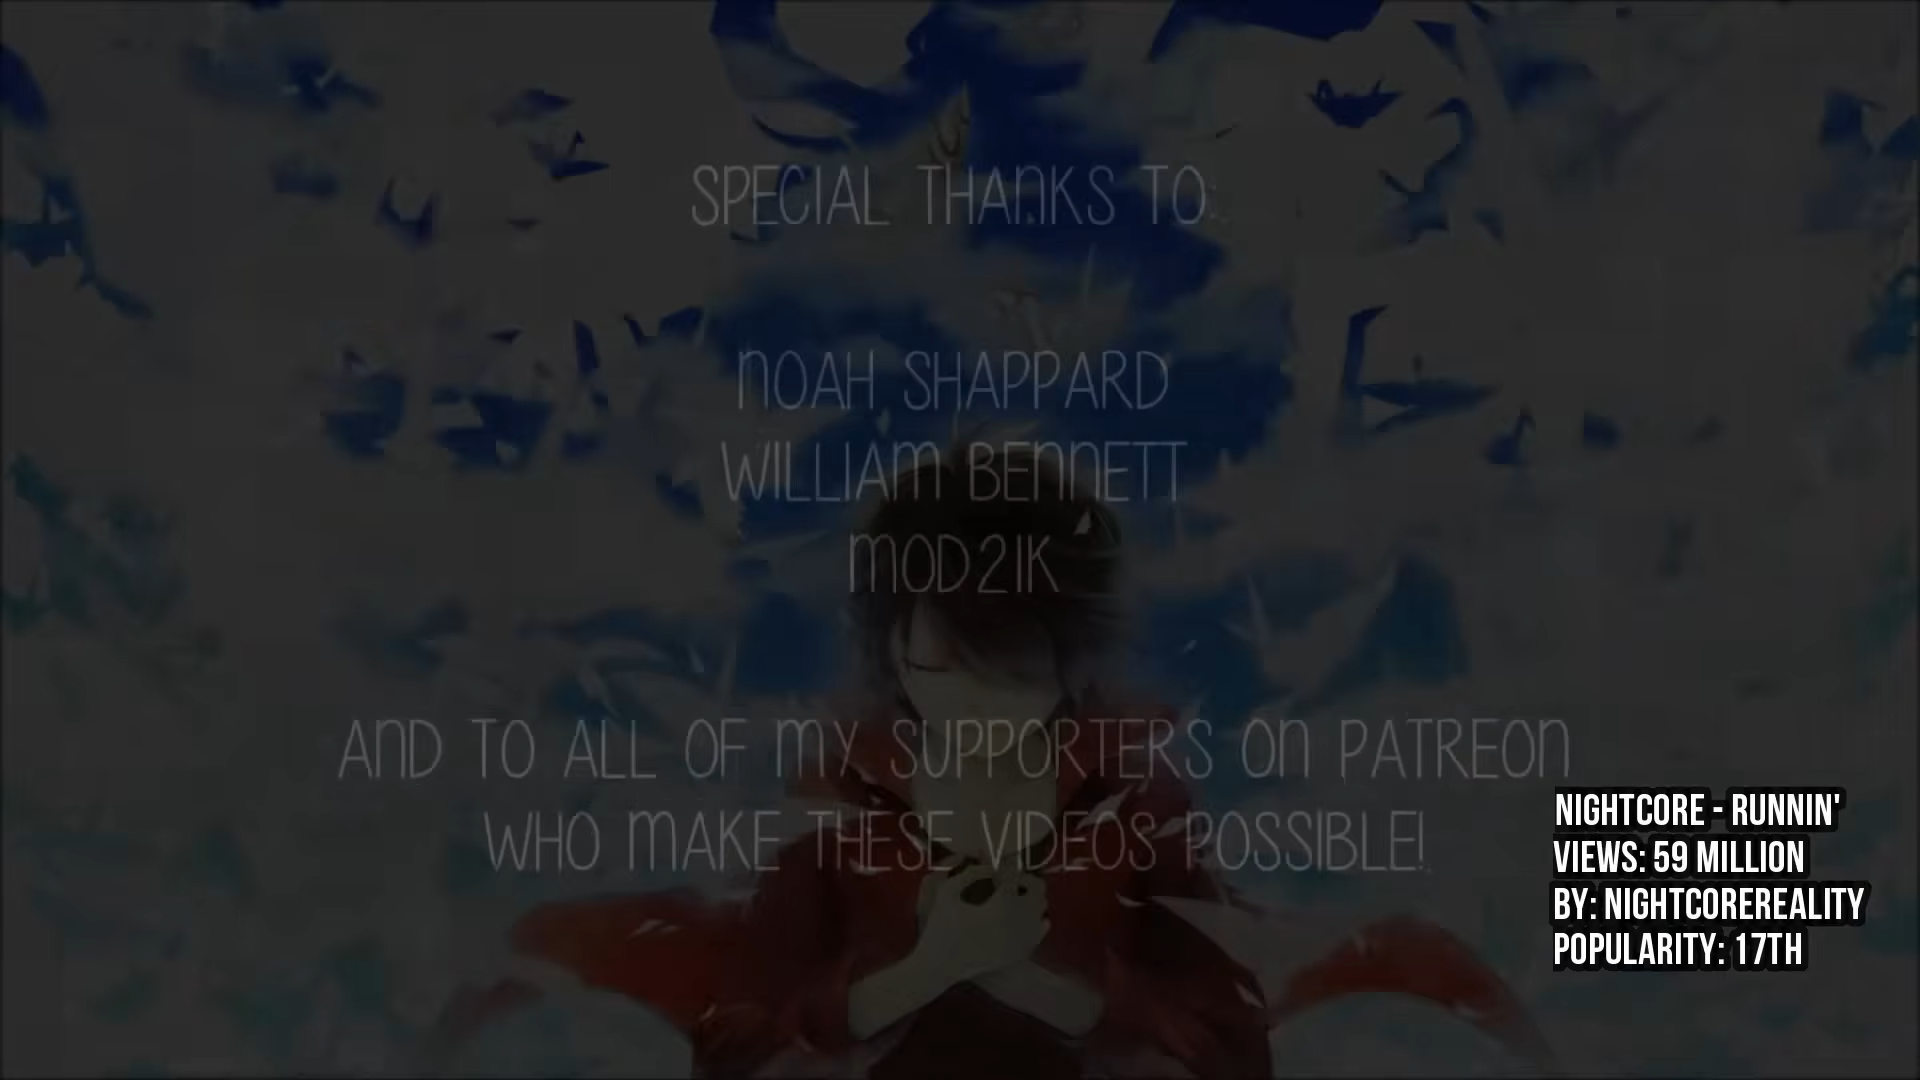 SPECIAL THANKS TO:
NOAH SHAPPARD
WILLIAM BENNETT
MOD21K
AND TO ALL OF MY SUPPORTERS ON PATREON
WHO MAKE THESE VIDEOS POSSIBLE!
NIGHTCORE - RUNNIN'
VIEWS: 59 MILLION
BY: NIGHTCOREREALITY
POPULARITY: 17TH